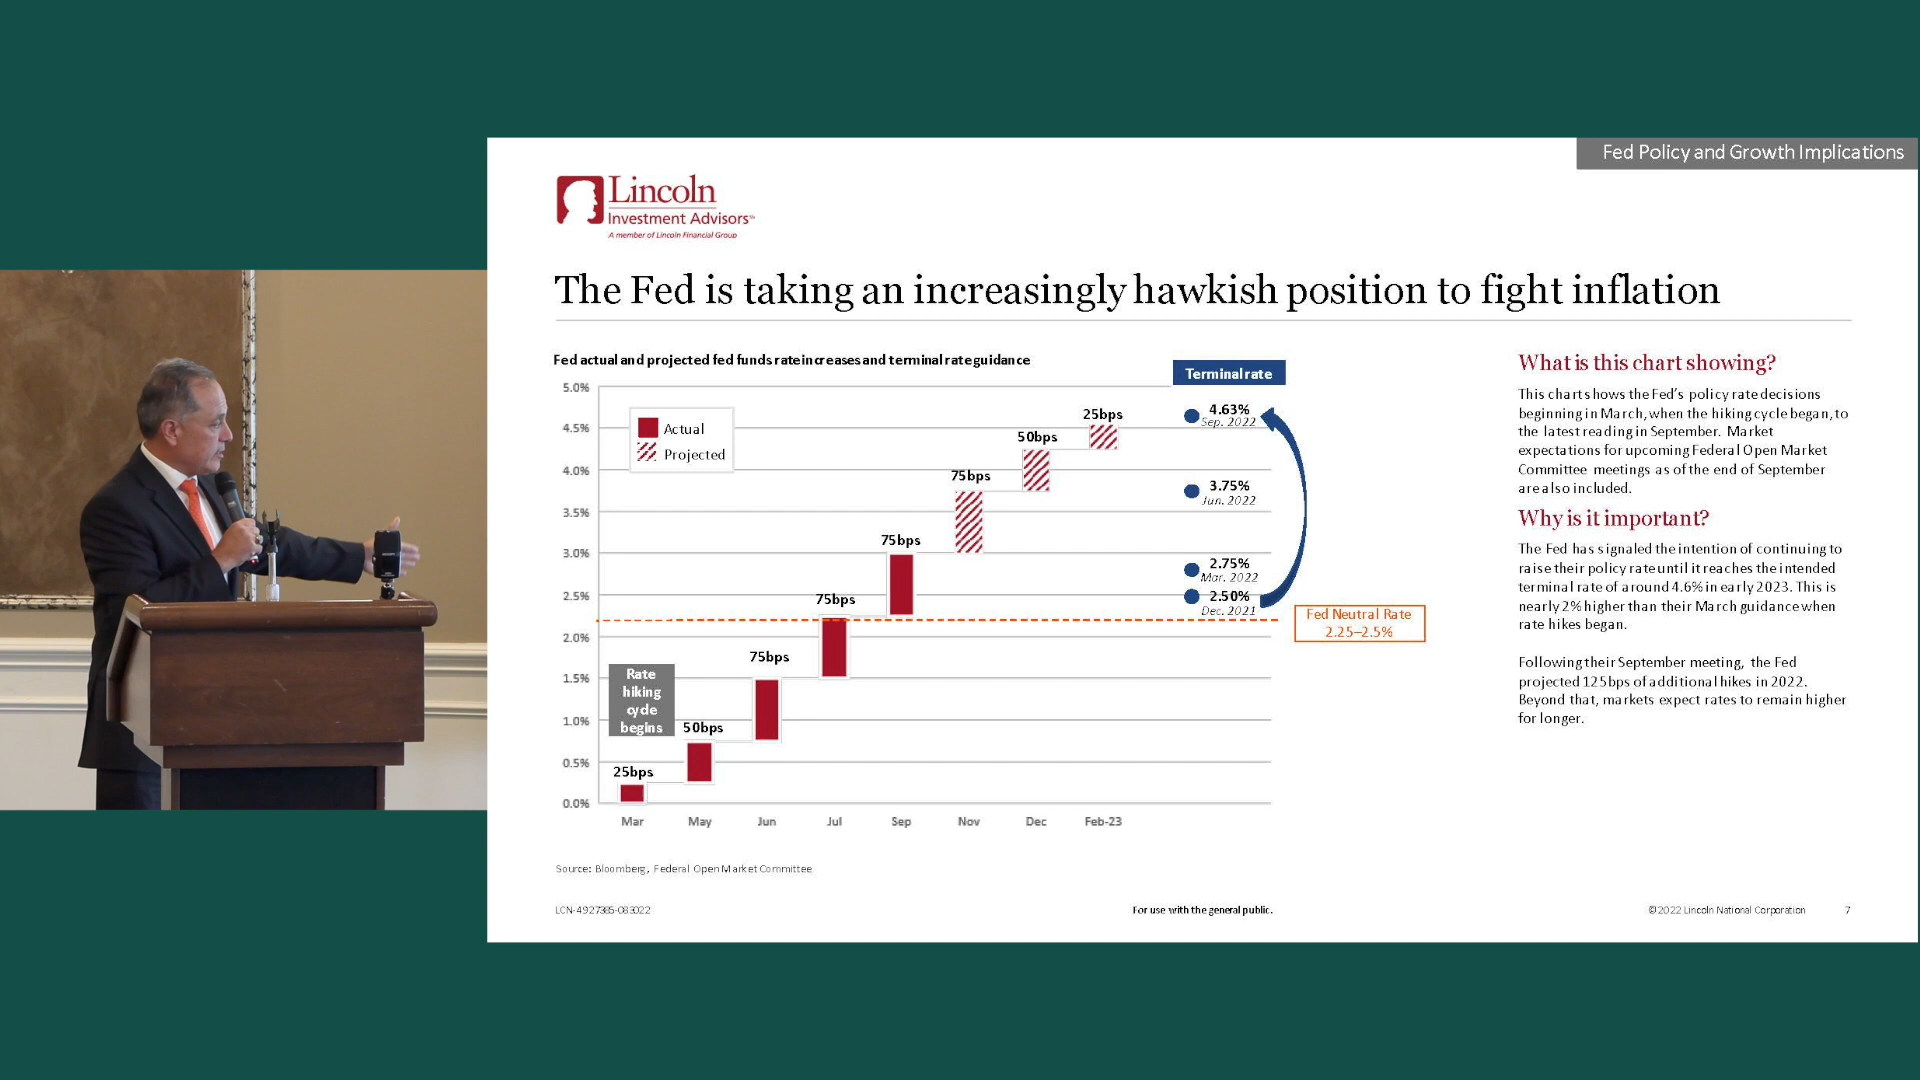 Fed Policy and Growth Implications
Lincoln
Investment Advisors
A member of Lincoln Financial Group
The Fed is taking an increasingly hawkish position to fight inflation
Fed actual and projected fed funds rate increases and terminal rate guidance
Terminal rate
5.0%
4.5%
4.0%
3.5%
3.0%
2.5%
2.0%
1.5%
1.0%
0.5%
0.0%
Actual
Projected
Rate
hiking
cycle
begins
25bps
50bps
75bps
75bps
75bps
75bps
50bps
25bps
4.63%
Sep. 2022
3.75%
Jun. 2022
2.75%
Mar. 2022
2.50%
Dec. 2021
Fed Neutral Rate
2.25–2.5%
Mar May Jun Jul Sep Nov Dec Feb-23
What is this chart showing?
This chart shows the Fed's policy rate decisions
beginning in March, when the hiking cycle began, to
the latest reading in September. Market
expectations for upcoming Federal Open Market
Committee meetings as of the end of September
are also included.
Why is it important?
The Fed has signaled the intention of continuing to
raise their policy rate until it reaches the intended
terminal rate of around 4.6% in early 2023. This is
nearly 2% higher than their March guidance when
rate hikes began.
Following their September meeting, the Fed
projected 125bps of additional hikes in 2022.
Beyond that, markets expect rates to remain higher
for longer.
Source: Bloomberg, Federal Open Market Committee
LCN-4927385-083022
For use with the general public.
©2022 Lincoln National Corporation 7